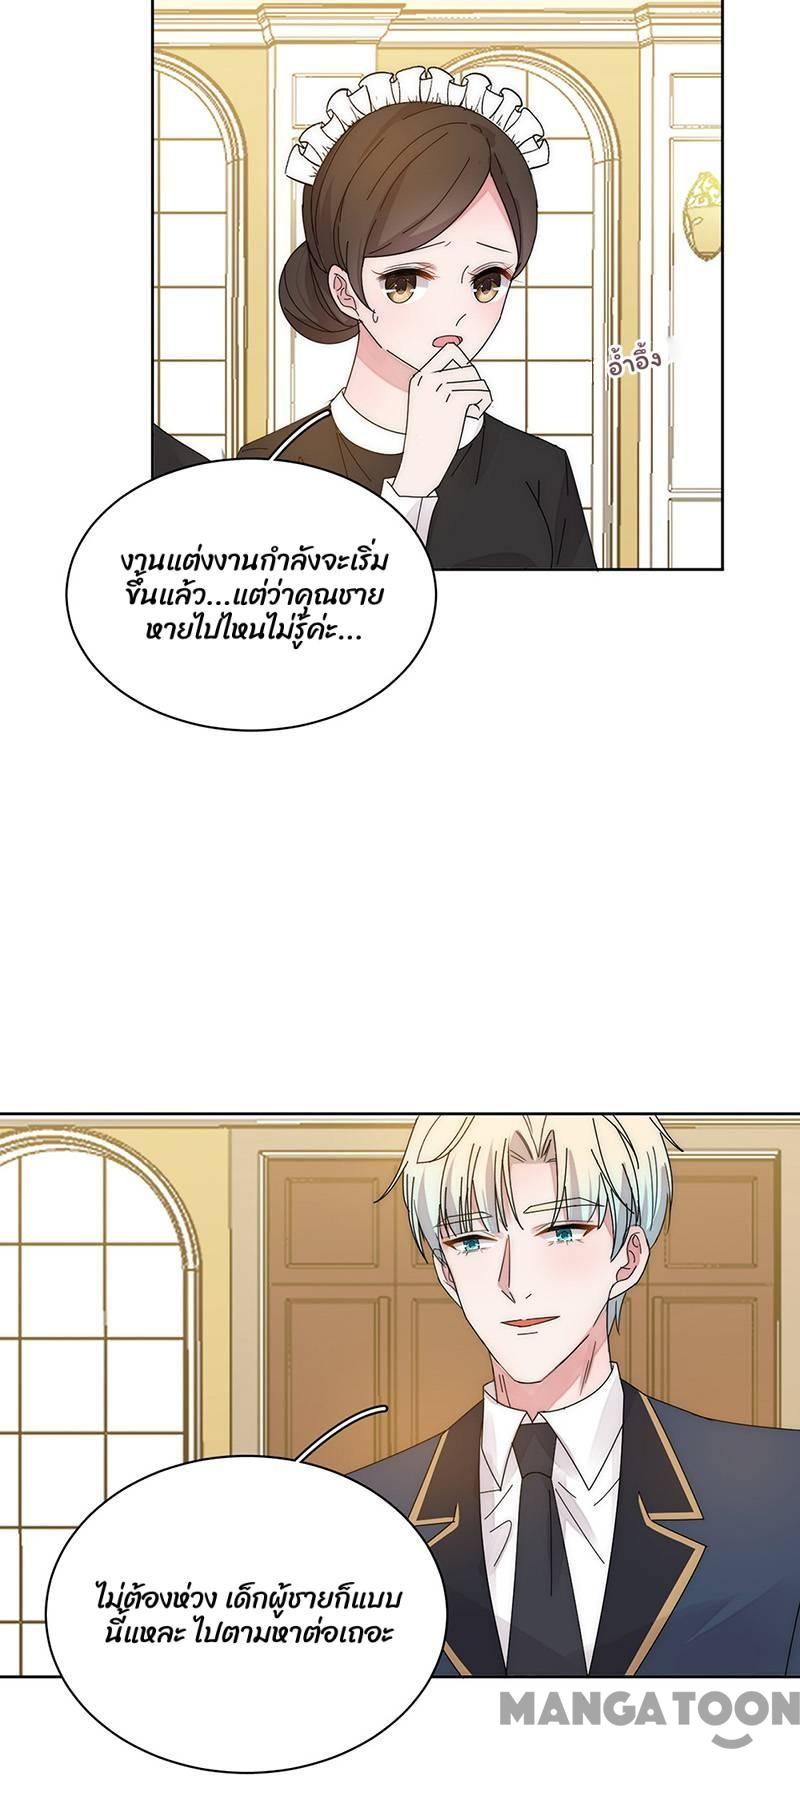 อ้ำอึ้ง
งานแต่งงานกำลังจะเริ่ม
ขึ้นแล้ว...แต่ว่าคุณชาย
หายไปไหนไม่รู้ค่ะ...
ไม่ต้องห่วง เด็กผู้ชายก็แบบ
นี้แหละ ไปตามหาต่อเถอะ
MANGATOON